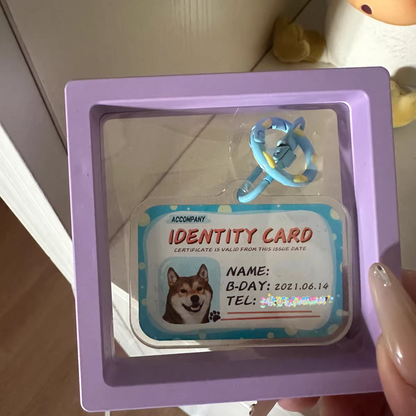 ACCOMPANY
IDENTITY CARD
CERTIFICATE IS VALID FROM THIS ISSUE DATE
NAME:
B-DAY: 2021.06.14
TEL: